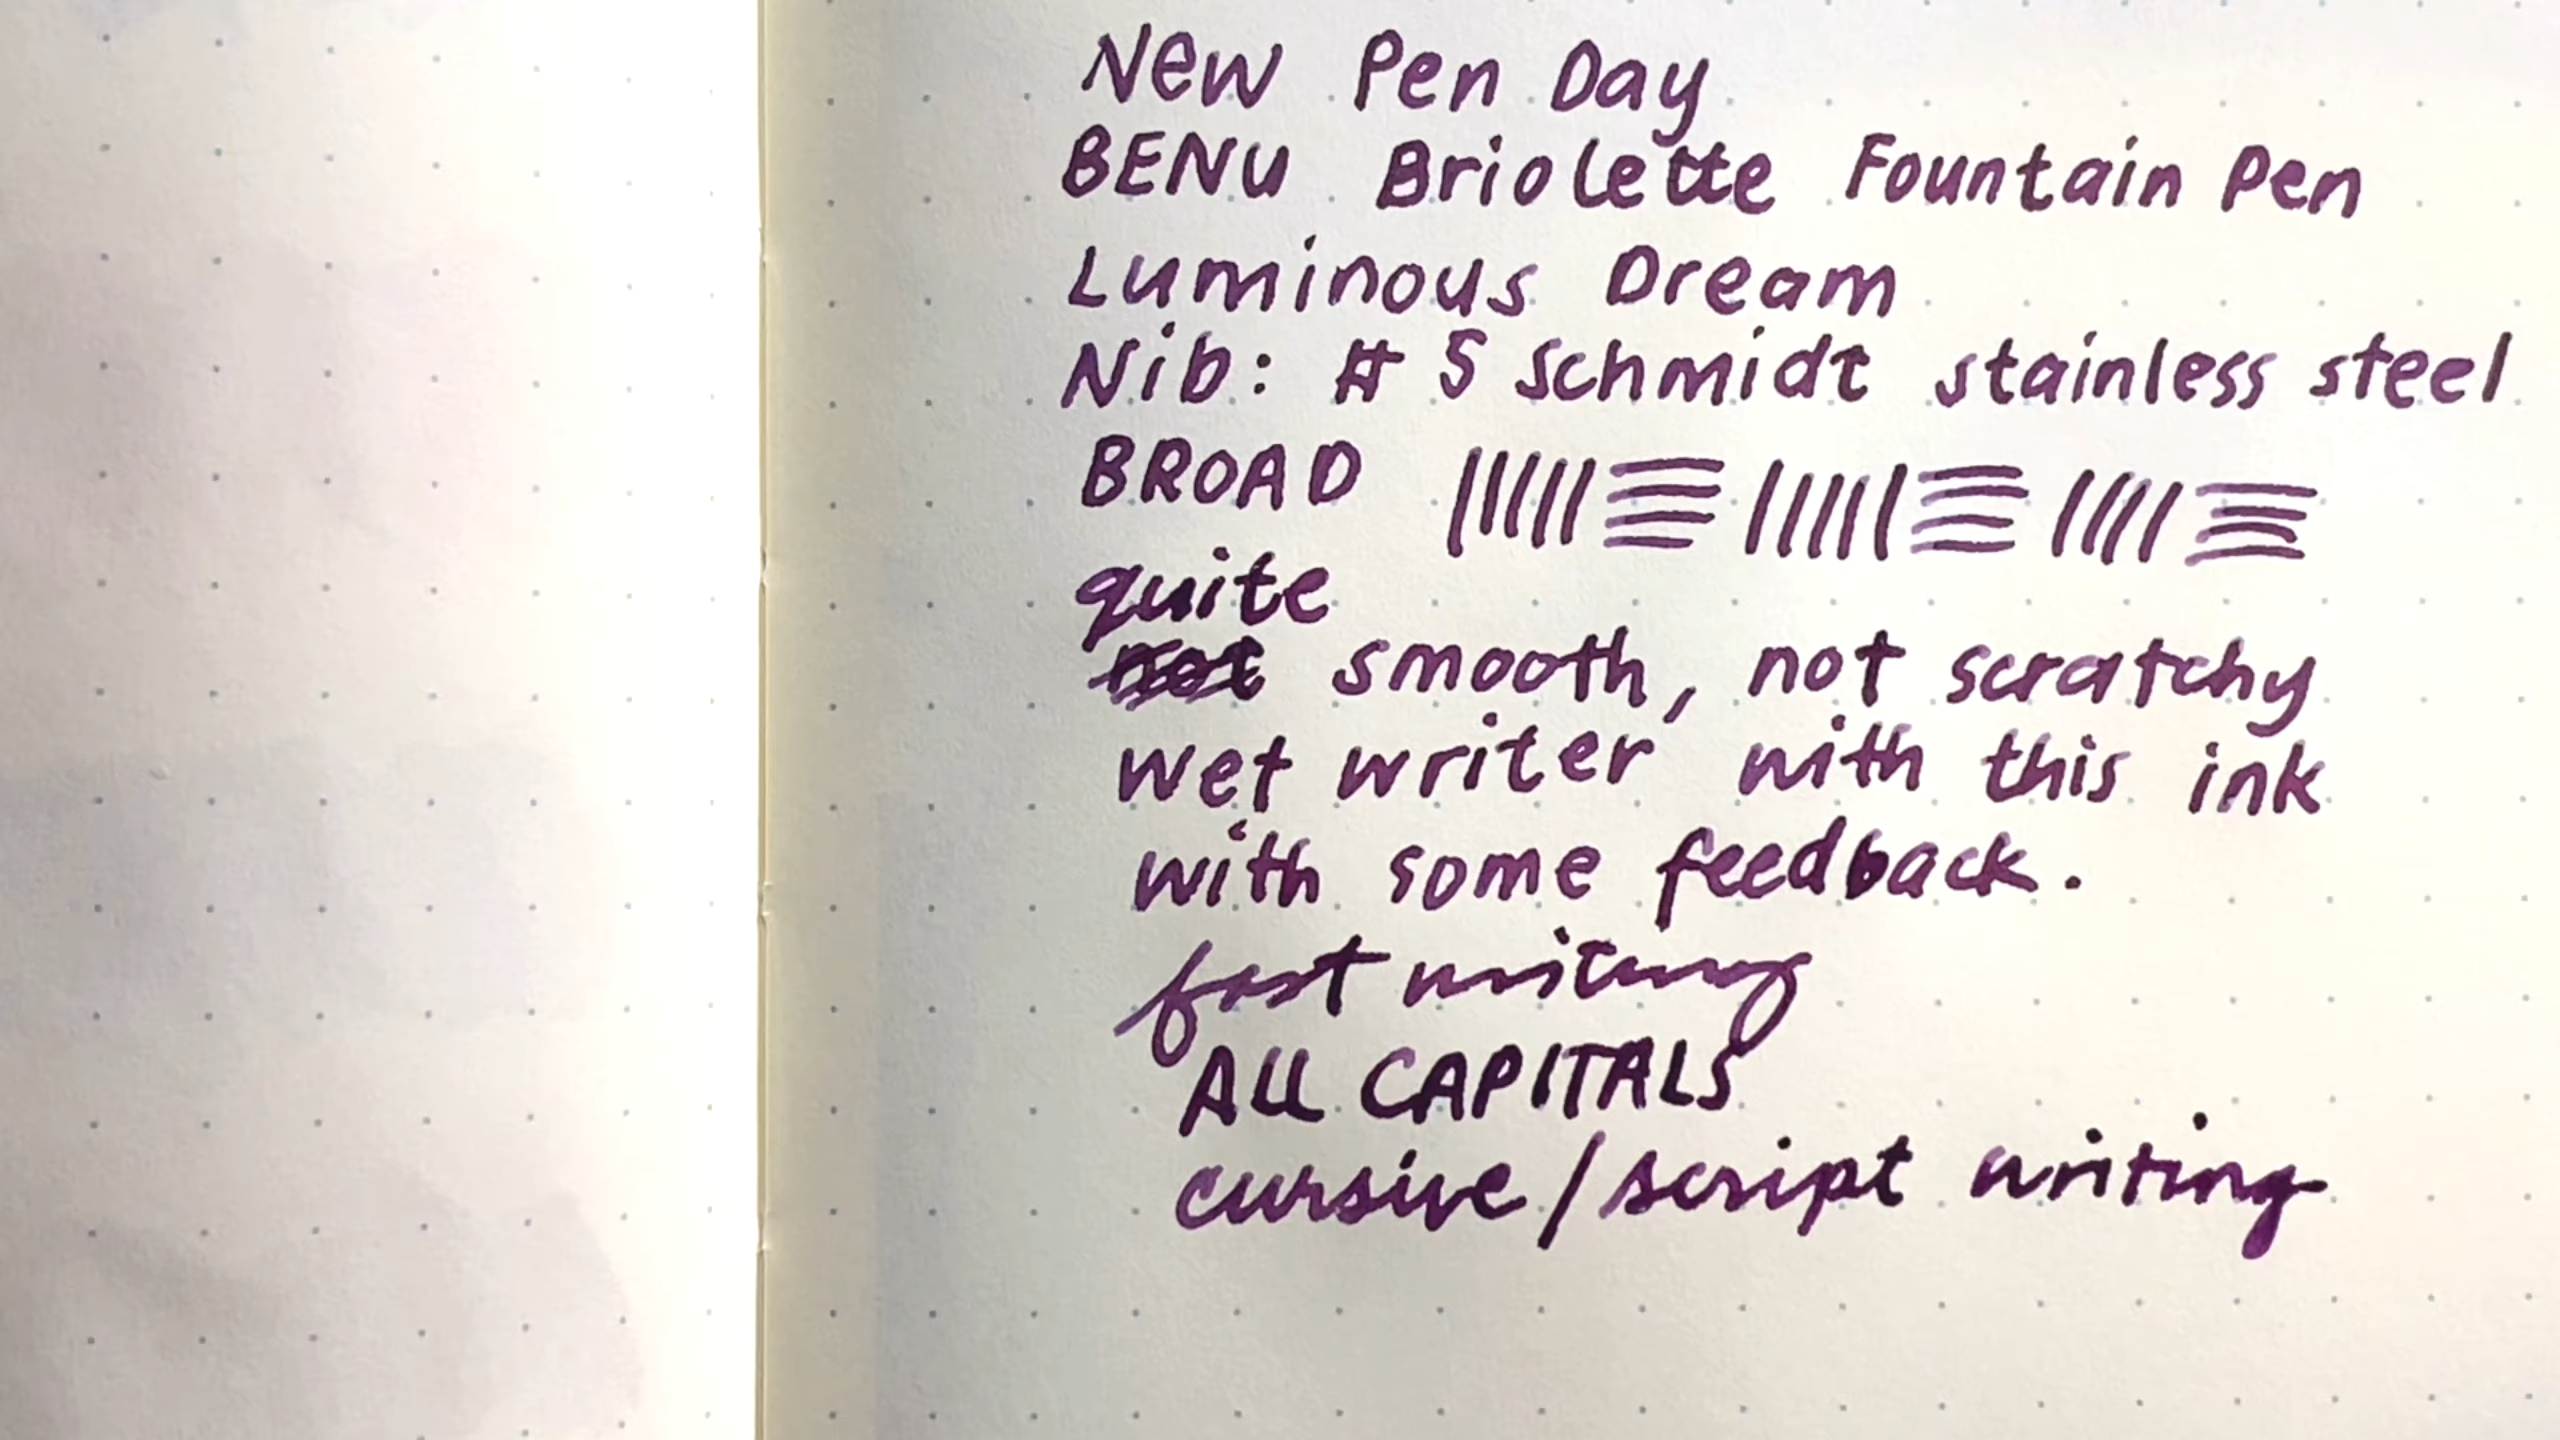 New Pen Day
BENU Briolette Fountain Pen
Luminous Dream
Nib: # 5 Schmidt stainless steel
BROAD
quite
not smooth, not scratchy
wet writer with this ink
with some feedback.
fast writing
ALL CAPITALS
cursive/script writing